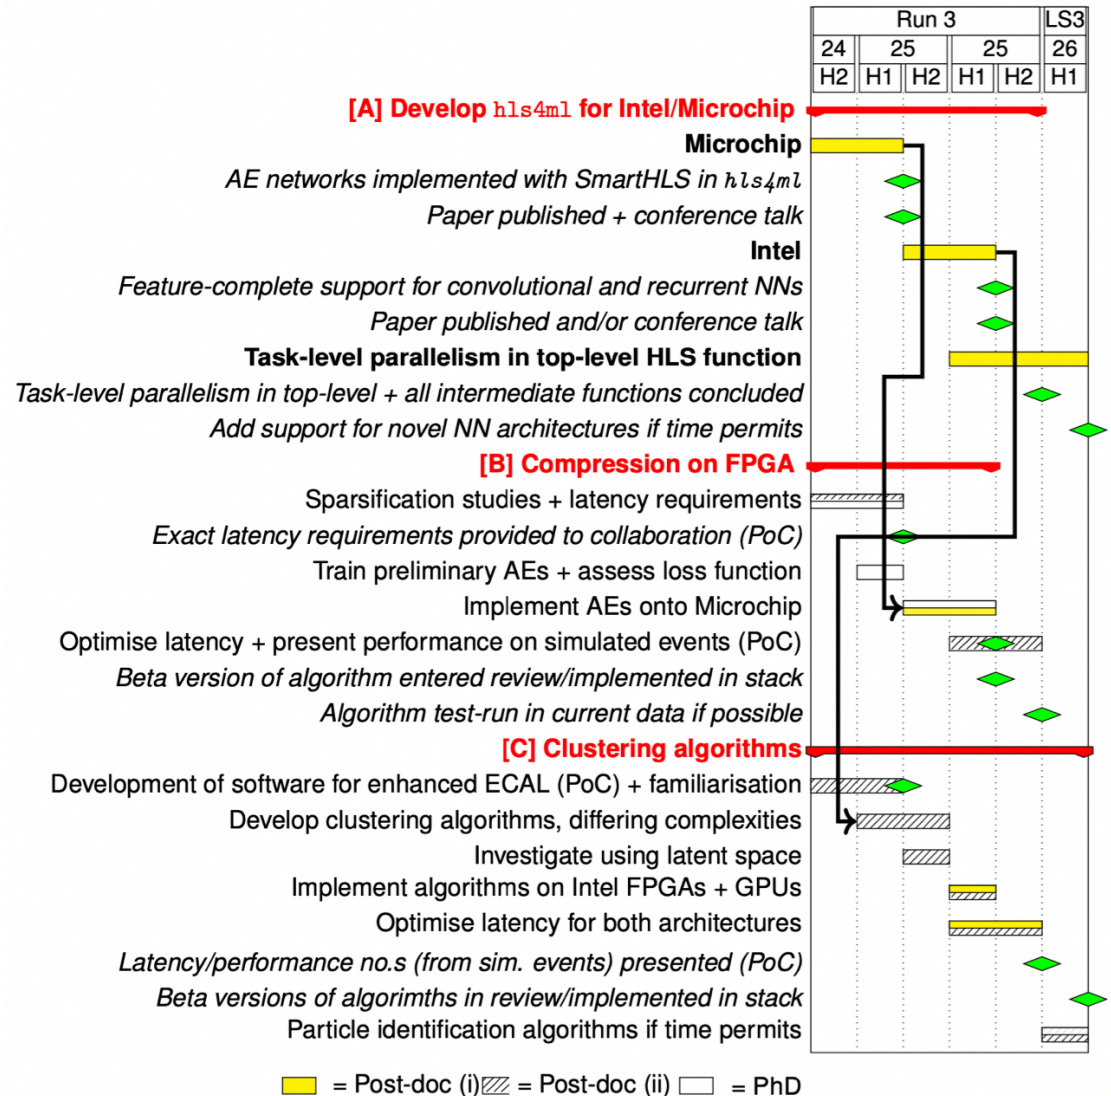 Run 3 LS3
24 25 25 26
H2 H1 H2 H1 H2 H1
[A] Develop hls4ml for Intel/Microchip
Microchip
AE networks implemented with SmartHLS in hls4ml
Paper published + conference talk
Intel
Feature-complete support for convolutional and recurrent NNs
Paper published and/or conference talk
Task-level parallelism in top-level HLS function
Task-level parallelism in top-level + all intermediate functions concluded
Add support for novel NN architectures if time permits
[B] Compression on FPGA
Sparsification studies + latency requirements
Exact latency requirements provided to collaboration (PoC)
Train preliminary AEs + assess loss function
Implement AEs onto Microchip
Optimise latency + present performance on simulated events (PoC)
Beta version of algorithm entered review/implemented in stack
Algorithm test-run in current data if possible
[C] Clustering algorithms
Development of software for enhanced ECAL (PoC) + familiarisation
Develop clustering algorithms, differing complexities
Investigate using latent space
Implement algorithms on Intel FPGAs + GPUs
Optimise latency for both architectures
Latency/performance no.s (from sim. events) presented (PoC)
Beta versions of algorimths in review/implemented in stack
Particle identification algorithms if time permits
= Post-doc (i) = Post-doc (ii) = PhD